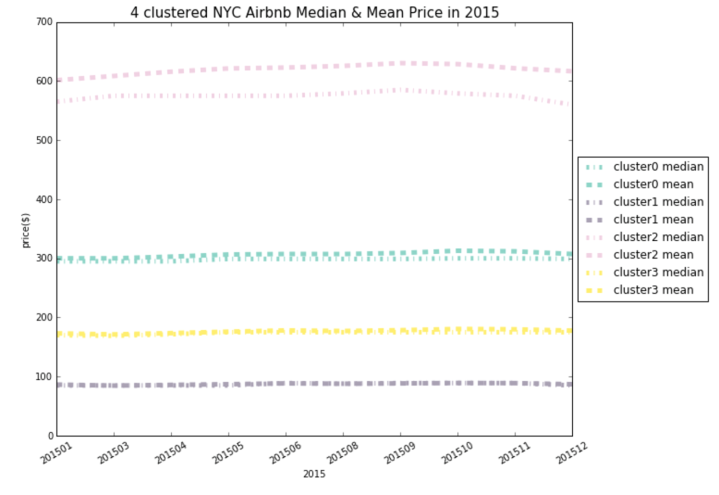 4 clustered NYC Airbnb Median & Mean Price in 2015
700
600
500
400
300
200
100
0
price($)
201501
201503
201504
201505
201506
201508
201509
201510
201511
201512
2015
cluster0 median
cluster0 mean
cluster1 median
cluster1 mean
cluster2 median
cluster2 mean
cluster3 median
cluster3 mean